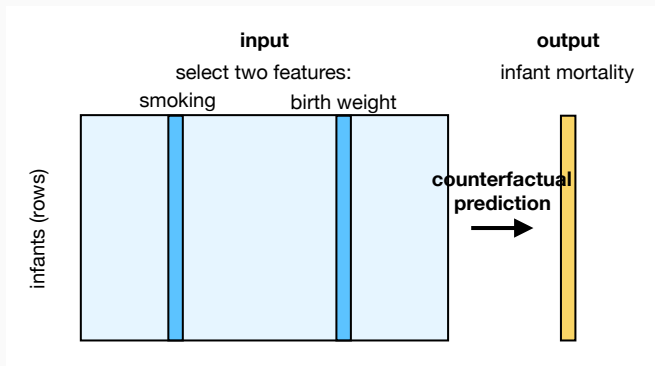 input
output
select two features:
infant mortality
smoking
birth weight
infants (rows)
counterfactual
prediction